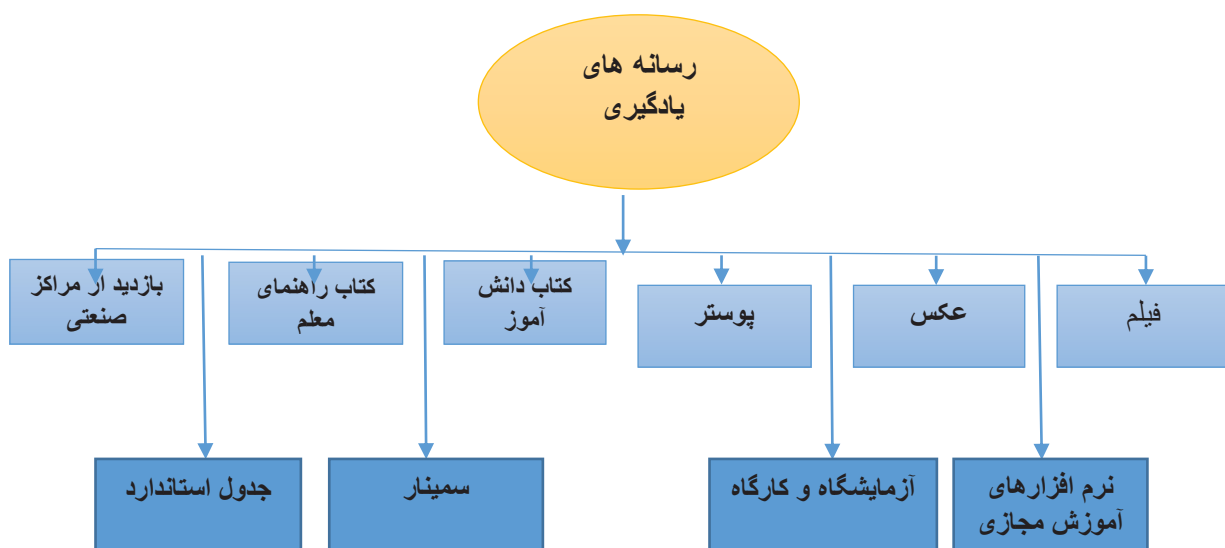 رسانه های
یادگیری
فیلم
عکس
پوستر
کتاب دانش
آموز
کتاب راهنمای
معلم
بازدید از مراکز
صنعتی
نرم افزارهای
آموزش مجازی
آزمایشگاه و کارگاه
سمینار
جدول استاندارد